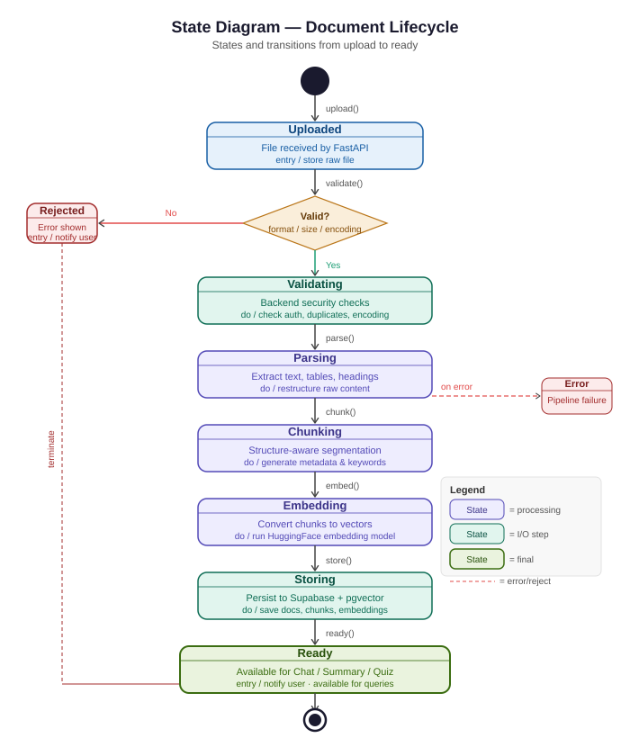 State Diagram — Document Lifecycle
States and transitions from upload to ready
upload()
Uploaded
File received by FastAPI
entry / store raw file
validate()
Valid?
format / size / encoding
No
Rejected
Error shown
entry / notify user
Yes
Validating
Backend security checks
do / check auth, duplicates, encoding
parse()
Parsing
Extract text, tables, headings
do / restructure raw content
on error
Error
Pipeline failure
chunk()
Chunking
Structure-aware segmentation
do / generate metadata & keywords
terminate
embed()
Embedding
Convert chunks to vectors
do / run HuggingFace embedding model
Legend
State = processing
State = I/O step
State = final
= error/reject
store()
Storing
Persist to Supabase + pgvector
do / save docs, chunks, embeddings
ready()
Ready
Available for Chat / Summary / Quiz
entry / notify user · available for queries